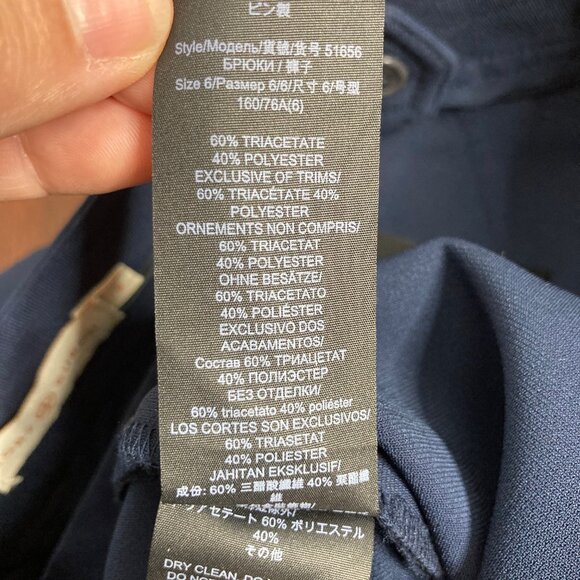 ピン製
Style/Модель/貨號/货号 51656
БРЮКИ / 褲子
Size 6/Размер 6/6/尺寸 6/号型
160/76A(6)
60% TRIACETATE
40% POLYESTER
EXCLUSIVE OF TRIMS/
60% TRIACÉTATE 40%
POLYESTER
ORNEMENTS NON COMPRIS/
60% TRIACETAT
40% POLYESTER
OHNE BESÄTZE/
60% TRIACETATO
40% POLIÉSTER
EXCLUSIVO DOS
ACABAMENTOS/
Состав 60% ТРИАЦЕТАТ
40% ПОЛИЭСТЕР
БЕЗ ОТДЕЛКИ/
60% triacetato 40% poliéster
LOS CORTES SON EXCLUSIVOS/
60% TRIASETAT
40% POLIESTER
JAHITAN EKSKLUSIF/
成份: 60% 三醋酸纖維 40% 聚酯纖
維
アセテート 60% ポリエステル
40%
その他
DRY CLEAN.
DO NO